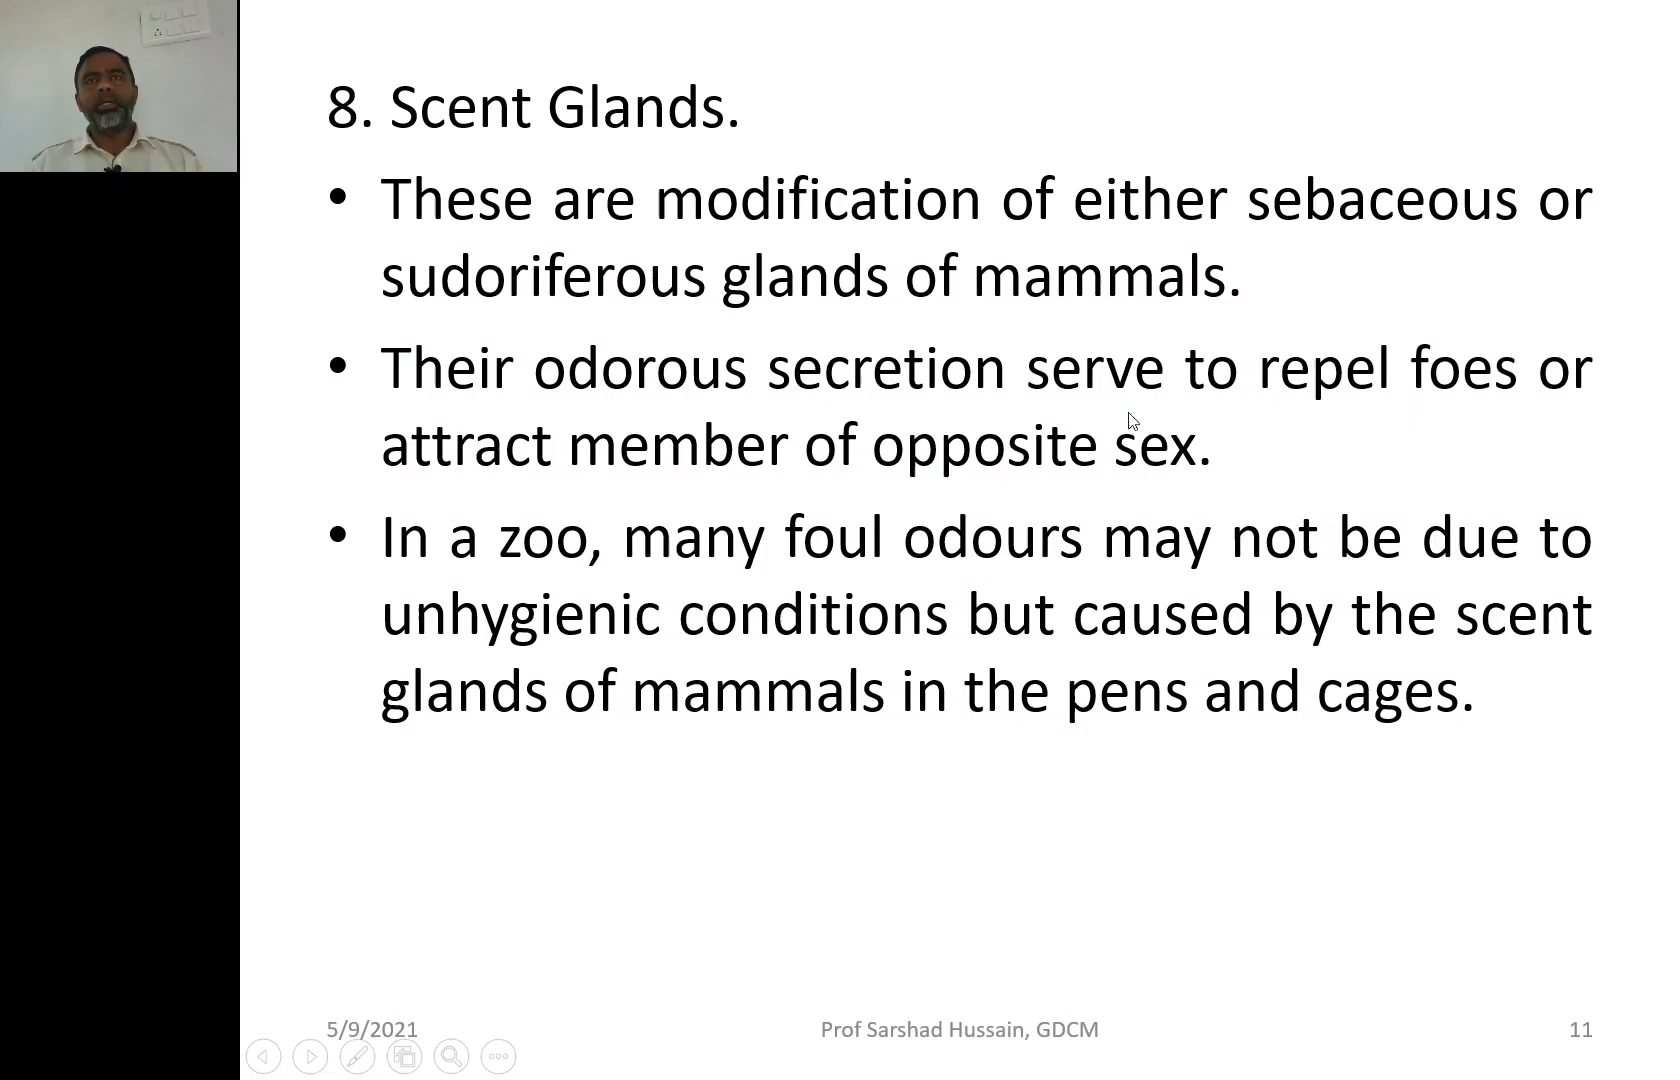 8. Scent Glands.
• These are modification of either sebaceous or
sudoriferous glands of mammals.
• Their odorous secretion serve to repel foes or
attract member of opposite sex.
• In a zoo, many foul odours may not be due to
unhygienic conditions but caused by the scent
glands of mammals in the pens and cages.
5/9/2021
Prof Sarshad Hussain, GDCM
11